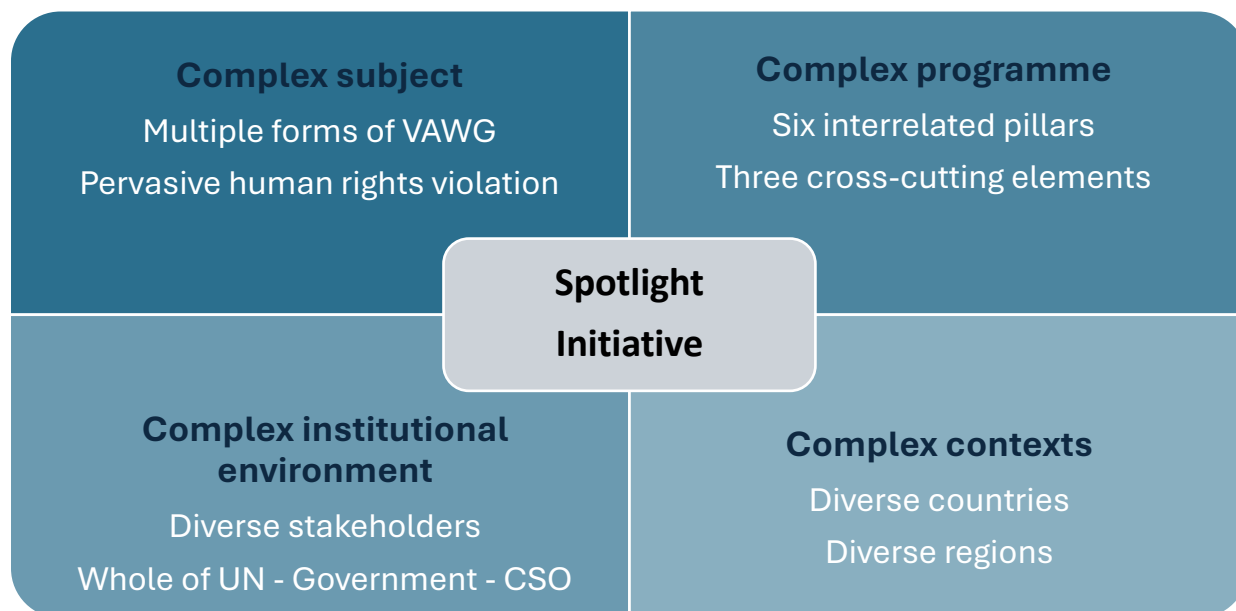 Complex subject
Multiple forms of VAWG
Pervasive human rights violation
Complex programme
Six interrelated pillars
Three cross-cutting elements
Spotlight
Initiative
Complex institutional
environment
Diverse stakeholders
Whole of UN - Government - CSO
Complex contexts
Diverse countries
Diverse regions